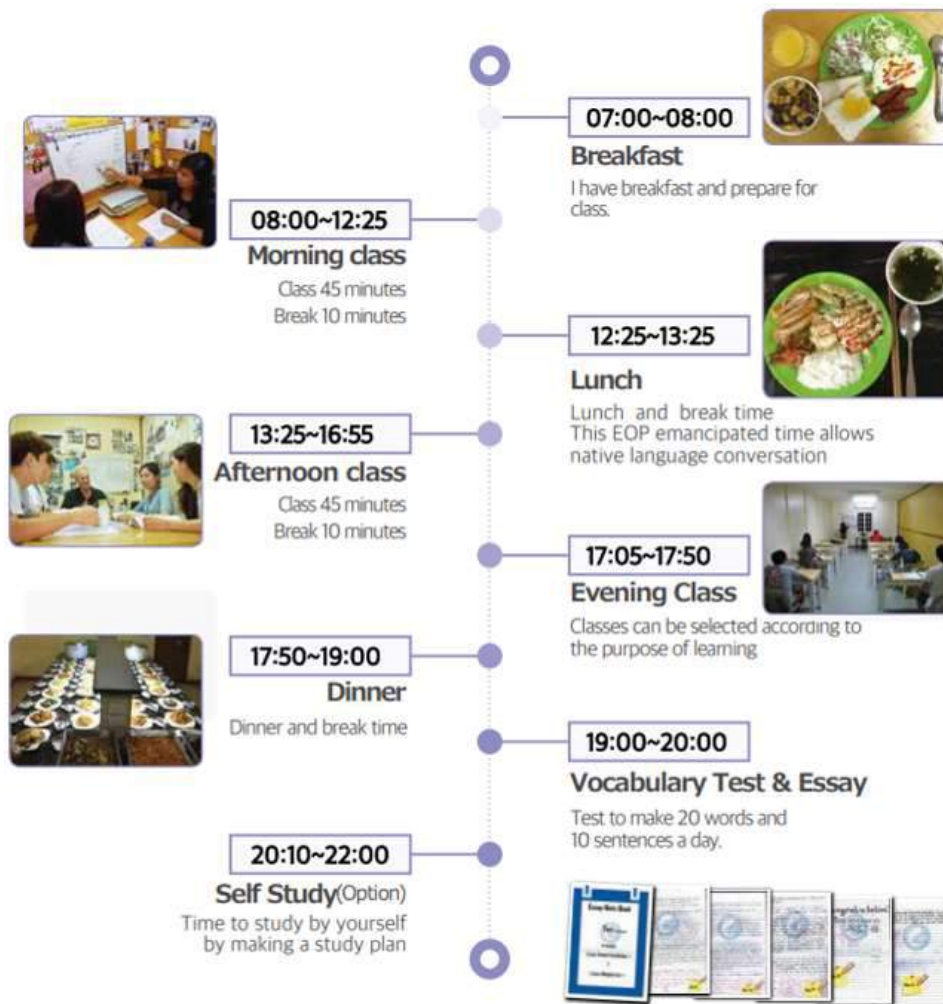 07:00~08:00
Breakfast
I have breakfast and prepare for
class.
08:00~12:25
Morning class
Class 45 minutes
Break 10 minutes
12:25~13:25
Lunch
Lunch and break time
This EOP emancipated time allows
native language conversation
13:25~16:55
Afternoon class
Class 45 minutes
Break 10 minutes
17:05~17:50
Evening Class
Classes can be selected according to
the purpose of learning
17:50~19:00
Dinner
Dinner and break time
19:00~20:00
Vocabulary Test & Essay
Test to make 20 words and
10 sentences a day.
20:10~22:00
Self Study(Option)
Time to study by yourself
by making a study plan
Essay Note Book